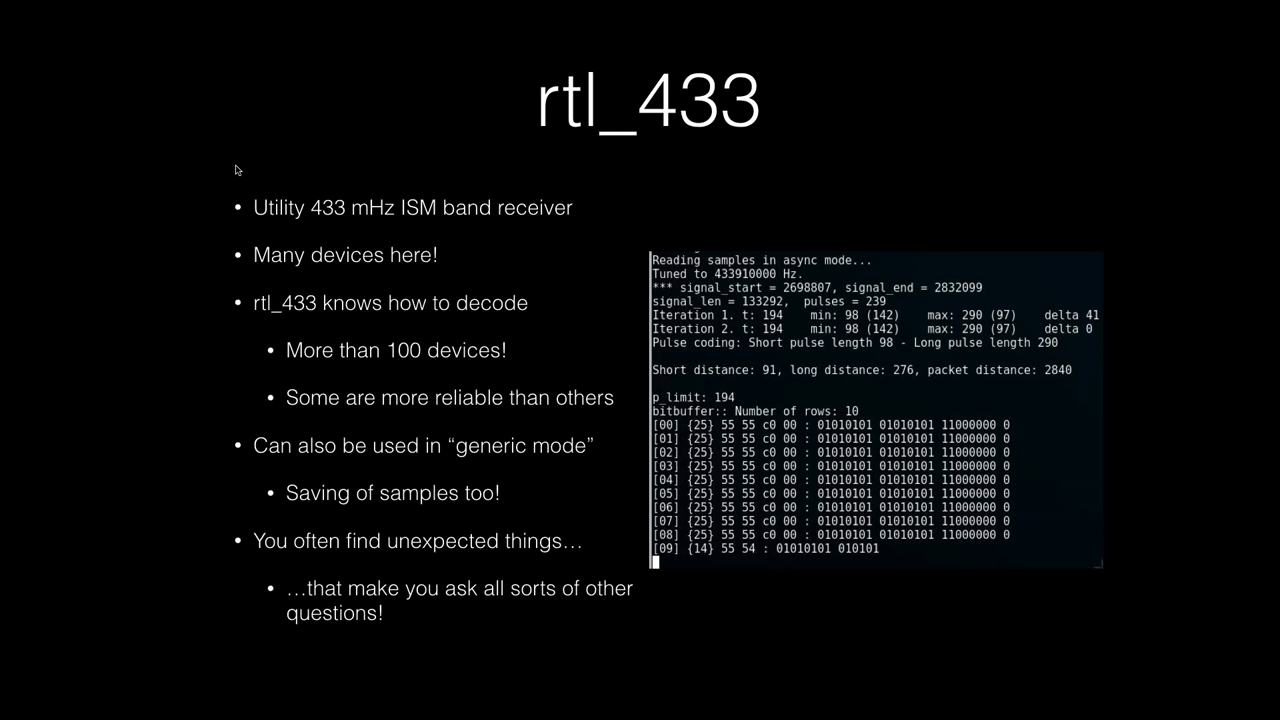 rtl_433
• Utility 433 mHz ISM band receiver
• Many devices here!
• rtl_433 knows how to decode
• More than 100 devices!
• Some are more reliable than others
• Can also be used in “generic mode”
• Saving of samples too!
• You often find unexpected things…
• …that make you ask all sorts of other
questions!
Reading samples in async mode...
Tuned to 433910000 Hz.
*** signal_start = 2698807, signal_end = 2832099
signal_len = 133292,  pulses = 239
Iteration 1. t: 194    min: 98 (142)    max: 290 (97)    delta 41
Iteration 2. t: 194    min: 98 (142)    max: 290 (97)    delta 0
Pulse coding: Short pulse length 98 - Long pulse length 290
Short distance: 91, long distance: 276, packet distance: 2840
p_limit: 194
bitbuffer:: Number of rows: 10
[00] {25} 55 55 c0 00 : 01010101 01010101 11000000 0
[01] {25} 55 55 c0 00 : 01010101 01010101 11000000 0
[02] {25} 55 55 c0 00 : 01010101 01010101 11000000 0
[03] {25} 55 55 c0 00 : 01010101 01010101 11000000 0
[04] {25} 55 55 c0 00 : 01010101 01010101 11000000 0
[05] {25} 55 55 c0 00 : 01010101 01010101 11000000 0
[06] {25} 55 55 c0 00 : 01010101 01010101 11000000 0
[07] {25} 55 55 c0 00 : 01010101 01010101 11000000 0
[08] {25} 55 55 c0 00 : 01010101 01010101 11000000 0
[09] {14} 55 54 : 01010101 010101